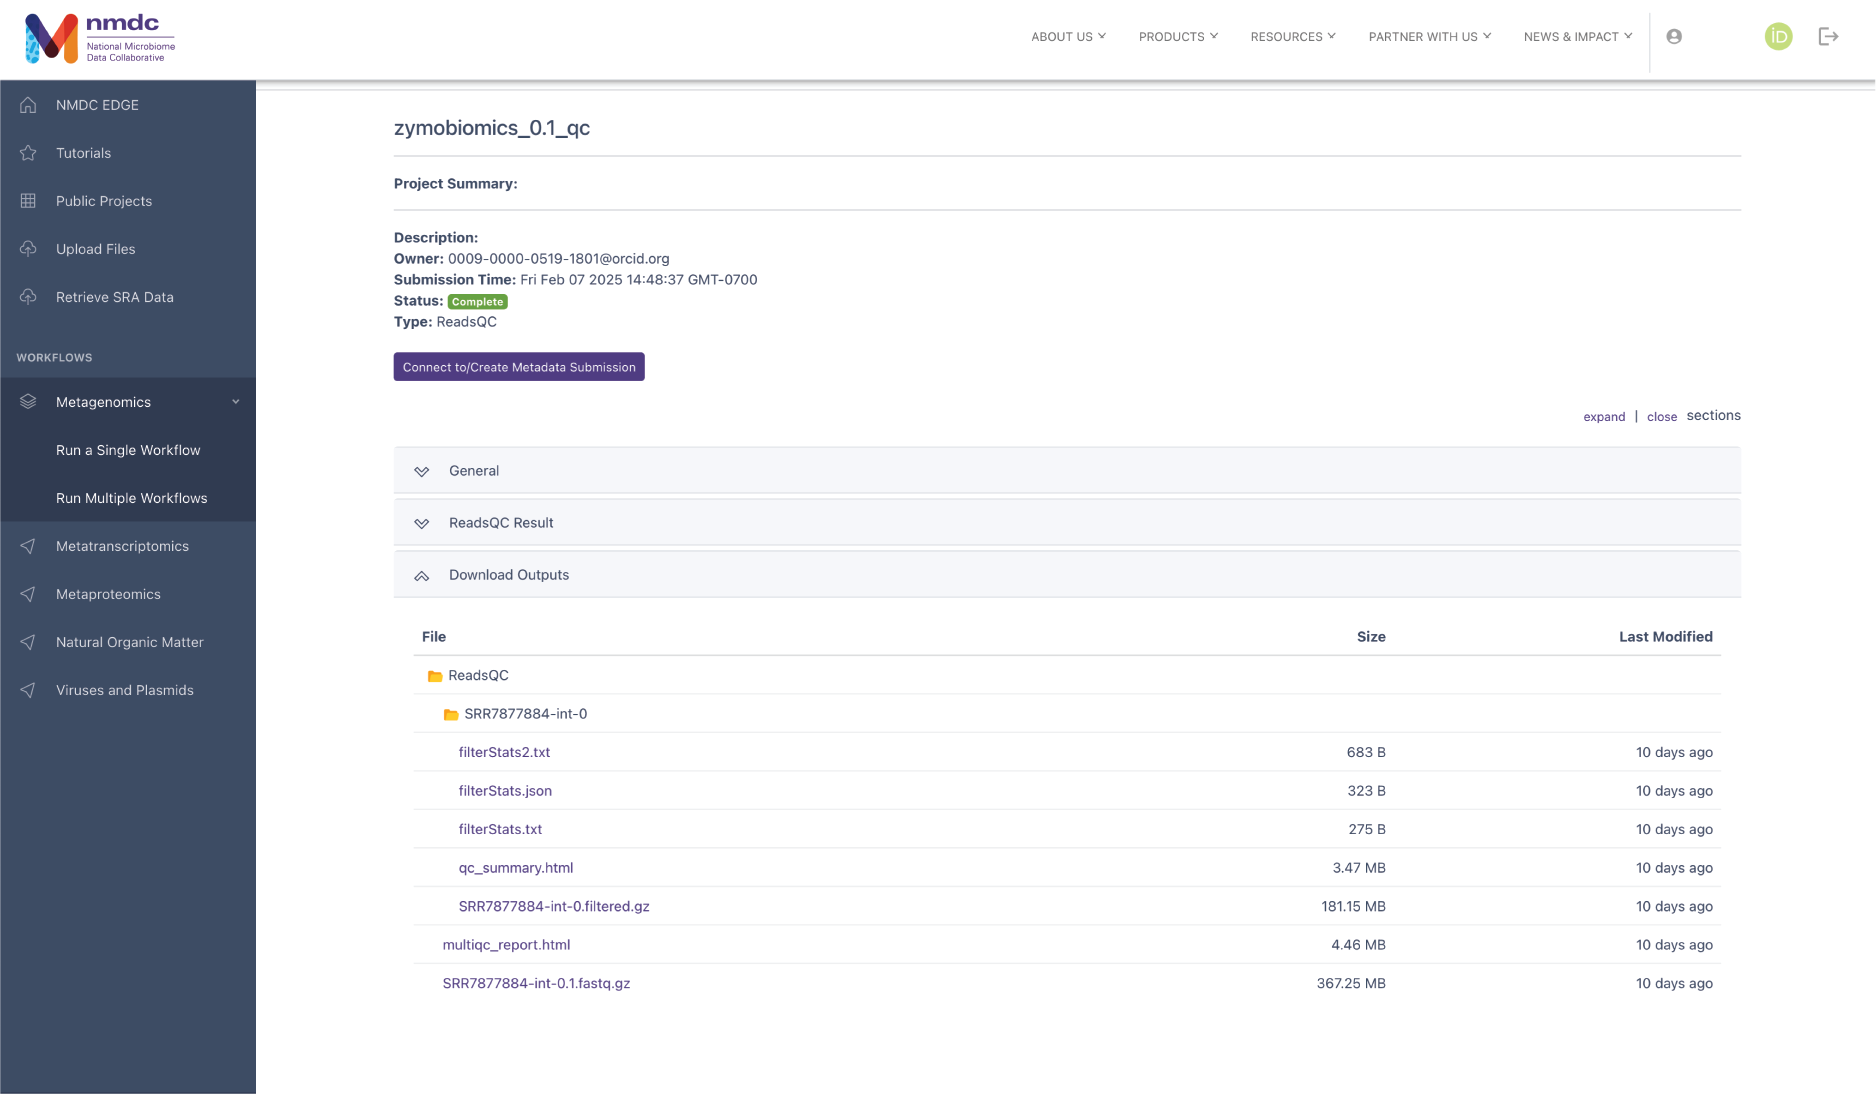 nmdc
National Microbiome
Data Collaborative
ABOUT US
PRODUCTS
RESOURCES
PARTNER WITH US
NEWS & IMPACT
iD
NMDC EDGE
Tutorials
Public Projects
Upload Files
Retrieve SRA Data
WORKFLOWS
Metagenomics
Run a Single Workflow
Run Multiple Workflows
Metatranscriptomics
Metaproteomics
Natural Organic Matter
Viruses and Plasmids
zymobiomics_0.1_qc
Project Summary:
Description:
Owner: 0009-0000-0519-1801@orcid.org
Submission Time: Fri Feb 07 2025 14:48:37 GMT-0700
Status: Complete
Type: ReadsQC
Connect to/Create Metadata Submission
expand | close sections
General
ReadsQC Result
Download Outputs
File Size Last Modified
ReadsQC
SRR7877884-int-0
filterStats2.txt 683 B 10 days ago
filterStats.json 323 B 10 days ago
filterStats.txt 275 B 10 days ago
qc_summary.html 3.47 MB 10 days ago
SRR7877884-int-0.filtered.gz 181.15 MB 10 days ago
multiqc_report.html 4.46 MB 10 days ago
SRR7877884-int-0.1.fastq.gz 367.25 MB 10 days ago